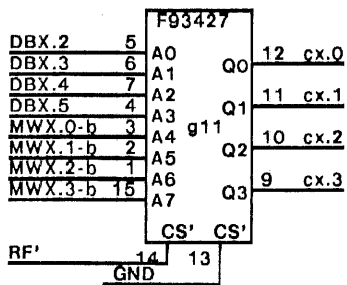 F93427
DBX.2 5 A0
DBX.3 6 A1
DBX.4 7 A2
DBX.5 4 A3
MWX.0-b 3 A4
MWX.1-b 2 A5
MWX.2-b 1 A6
MWX.3-b 15 A7
g11
Q0 12 cx.0
Q1 11 cx.1
Q2 10 cx.2
Q3 9 cx.3
CS' CS'
RF' 14 13
GND